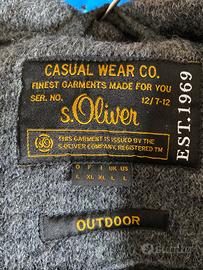 CASUAL WEAR CO.
FINEST GARMENTS MADE FOR YOU
SER. NO. 12/7-12
s.Oliver
EST. 1969
THIS GARMENT IS ISSUED BY THE
S.OLIVER COMPANY, REGISTERED TM
D F I UK US
L XL XXL L L
OUTDOOR